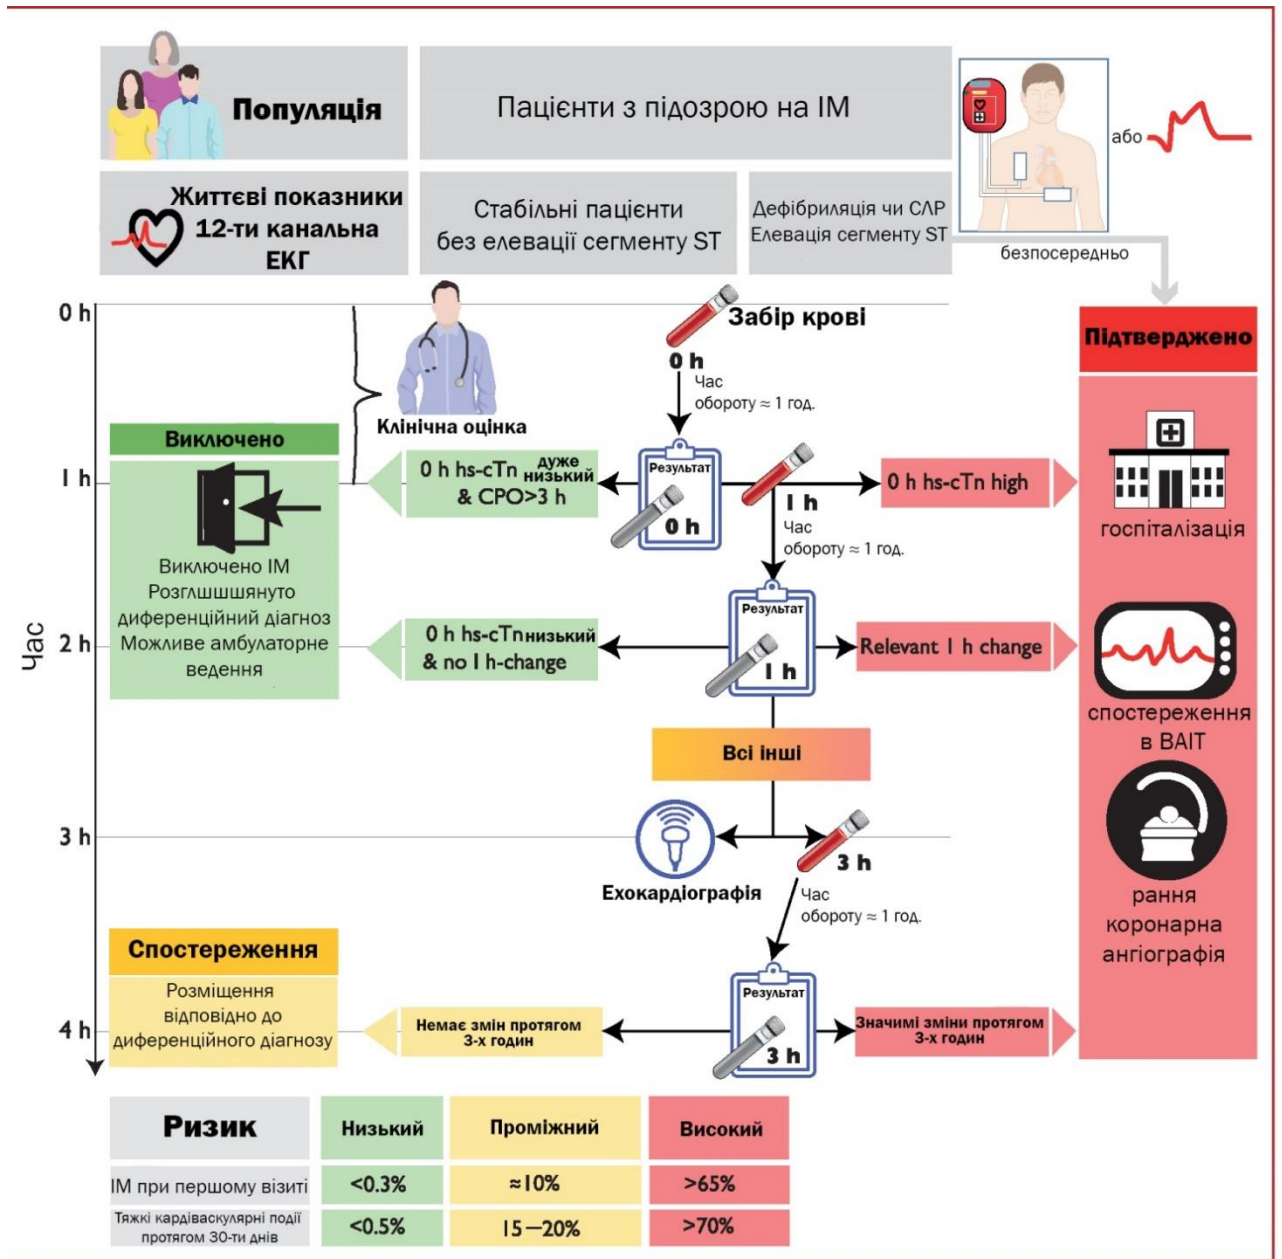 Популяція
Пацієнти з підозрою на ІМ
або
Життєві показники
12-ти канальна
ЕКГ
Стабільні пацієнти
без елевації сегменту ST
Дефібриляція чи СЛР
Елевація сегменту ST
безпосередньо
0 h
Забір крові
0 h
Час
обороту ≈ 1 год.
Підтверджено
Клінічна оцінка
Виключено
1 h
0 h hs-cTn дуже низький
& CPO>3 h
Результат
0 h
1 h
Час
обороту ≈ 1 год.
0 h hs-cTn high
госпіталізація
Виключено ІМ
Розглшшшянуто
диференційний діагноз
Можливе амбулаторне
ведення
Час
2 h
0 h hs-cTn низький
& no 1 h-change
Результат
1 h
Relevant 1 h change
спостереження
в ВАІТ
Всі інші
3 h
Ехокардіографія
3 h
Час
обороту ≈ 1 год.
рання
коронарна
ангіографія
Спостереження
Розміщення
відповідно до
диференційного діагнозу
4 h
Немає змін протягом
3-х годин
Результат
3 h
Значимі зміни протягом
3-х годин
Ризик
Низький
Проміжний
Високий
ІМ при першому візиті
<0.3%
≈10%
>65%
Тяжкі кардіваскулярні події
протягом 30-ти днів
<0.5%
15—20%
>70%